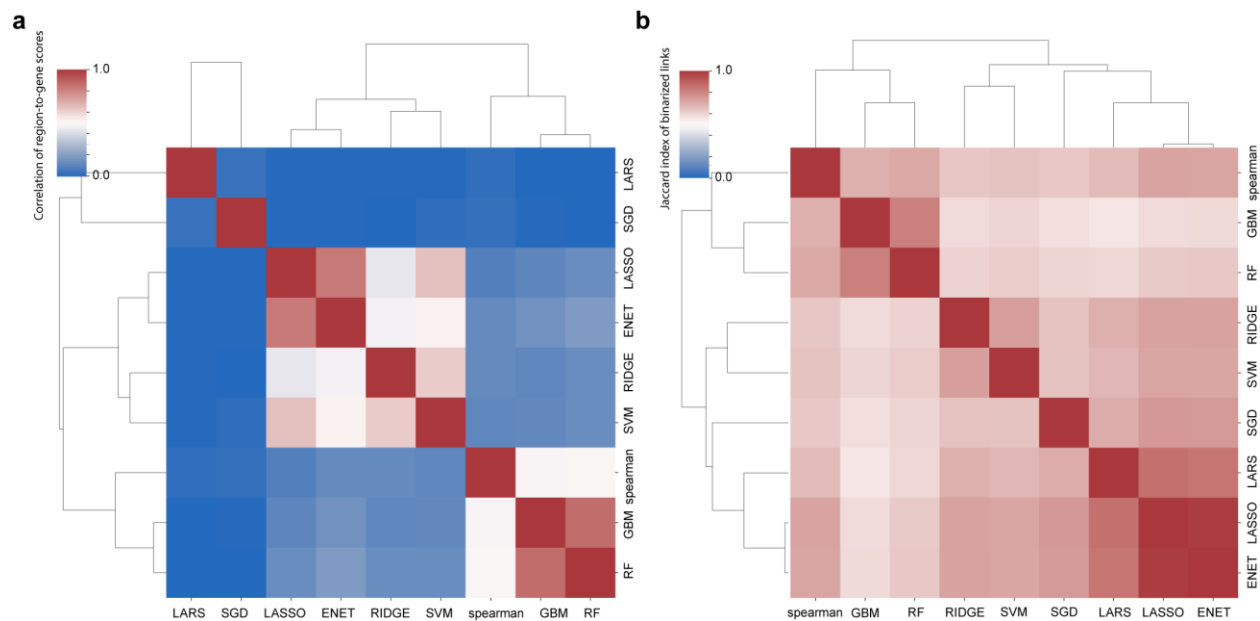 a
Correlation of region-to-gene scores
1.0
0.0
LARS
SGD
LASSO
ENET
RIDGE
SVM
spearman
GBM
RF
LARS SGD LASSO ENET RIDGE SVM spearman GBM RF
b
Jaccard index of binarized links
1.0
0.0
spearman
GBM
RF
RIDGE
SVM
SGD
LARS
LASSO
ENET
spearman GBM RF RIDGE SVM SGD LARS LASSO ENET